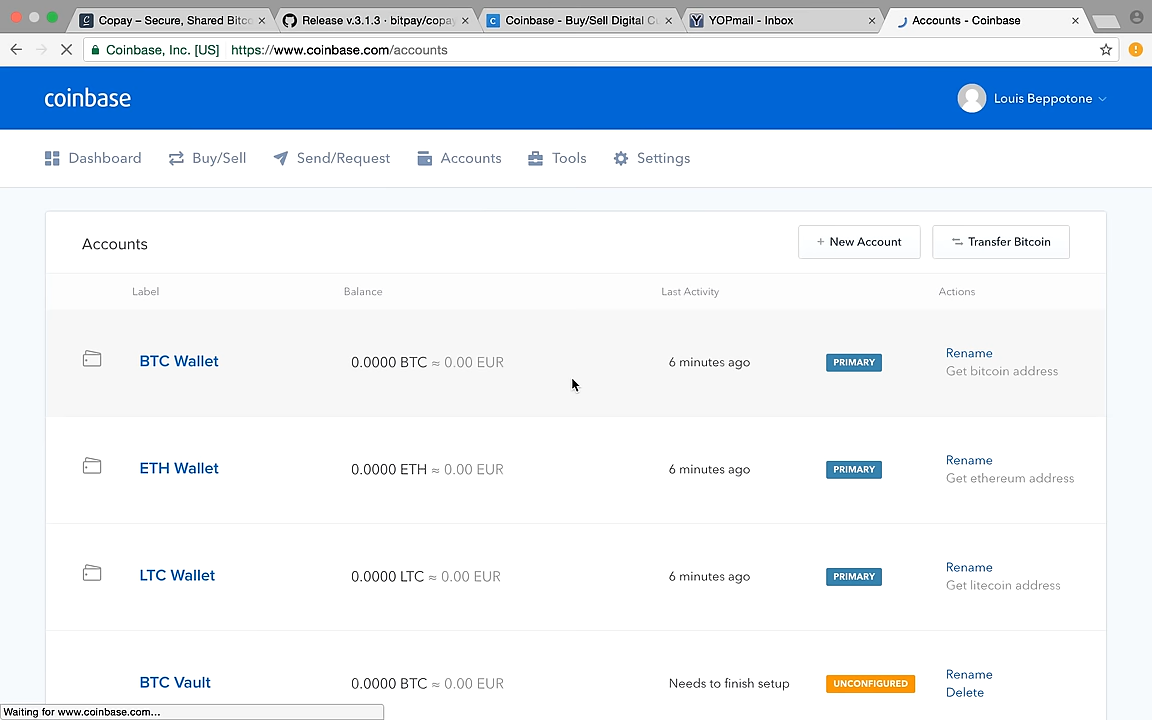 Copay – Secure, Shared Bitco
Release v.3.1.3 · bitpay/copay
Coinbase - Buy/Sell Digital Cu
YOPmail - Inbox
Accounts - Coinbase
Coinbase, Inc. [US] https://www.coinbase.com/accounts
coinbase
Louis Beppotone
Dashboard Buy/Sell Send/Request Accounts Tools Settings
Accounts
+ New Account
Transfer Bitcoin
Label Balance Last Activity Actions
BTC Wallet 0.0000 BTC ≈ 0.00 EUR 6 minutes ago PRIMARY Rename
Get bitcoin address
ETH Wallet 0.0000 ETH ≈ 0.00 EUR 6 minutes ago PRIMARY Rename
Get ethereum address
LTC Wallet 0.0000 LTC ≈ 0.00 EUR 6 minutes ago PRIMARY Rename
Get litecoin address
BTC Vault 0.0000 BTC ≈ 0.00 EUR Needs to finish setup UNCONFIGURED Rename
Delete
Waiting for www.coinbase.com...